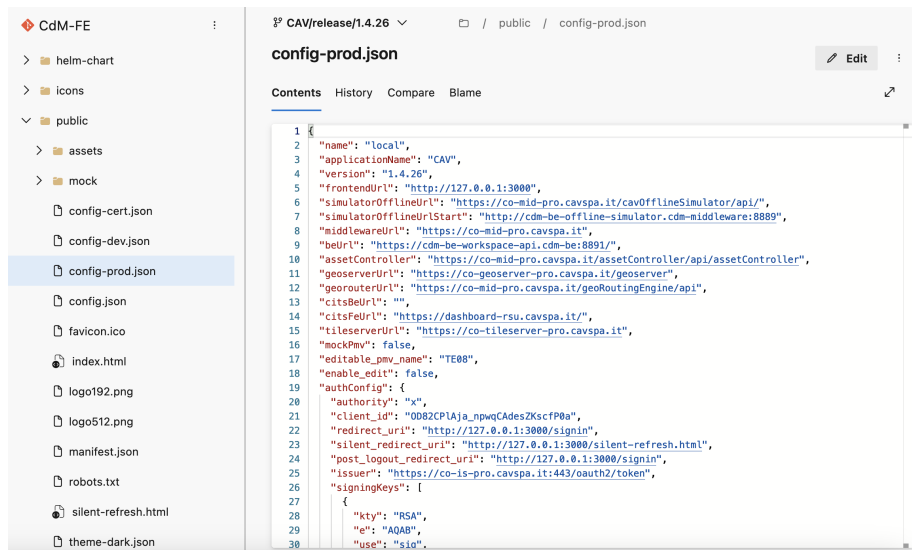 CdM-FE
helm-chart
icons
public
assets
mock
config-cert.json
config-dev.json
config-prod.json
config.json
favicon.ico
index.html
logo192.png
logo512.png
manifest.json
robots.txt
silent-refresh.html
theme-dark.json
CAV/release/1.4.26
/ public / config-prod.json
config-prod.json
Edit
Contents History Compare Blame
1 {
2 "name": "local",
3 "applicationName": "CAV",
4 "version": "1.4.26",
5 "frontendUrl": "http://127.0.0.1:3000",
6 "simulatorOfflineUrl": "https://co-mid-pro.cavspa.it/cavOfflineSimulator/api/",
7 "simulatorOfflineUrlStart": "http://cdm-be-offline-simulator.cdm-middleware:8889",
8 "middlewareUrl": "https://co-mid-pro.cavspa.it",
9 "beUrl": "https://cdm-be-workspace-api.cdm-be:8891/",
10 "assetController": "https://co-mid-pro.cavspa.it/assetController/api/assetController",
11 "geoserverUrl": "https://co-geoserver-pro.cavspa.it/geoserver",
12 "georouterUrl": "https://co-mid-pro.cavspa.it/geoRoutingEngine/api",
13 "citsBeUrl": "",
14 "citsFeUrl": "https://dashboard-rsu.cavspa.it/",
15 "tileserverUrl": "https://co-tileserver-pro.cavspa.it",
16 "mockPmv": false,
17 "editable_pmv_name": "TE08",
18 "enable_edit": false,
19 "authConfig": {
20 "authority": "x",
21 "client_id": "OD82CPlAja_npwqCAdesZKscfP0a",
22 "redirect_uri": "http://127.0.0.1:3000/signin",
23 "silent_redirect_uri": "http://127.0.0.1:3000/silent-refresh.html",
24 "post_logout_redirect_uri": "http://127.0.0.1:3000/signin",
25 "issuer": "https://co-is-pro.cavspa.it:443/oauth2/token",
26 "signingKeys": [
27 {
28 "kty": "RSA",
29 "e": "AQAB",
30 "use": "sig",